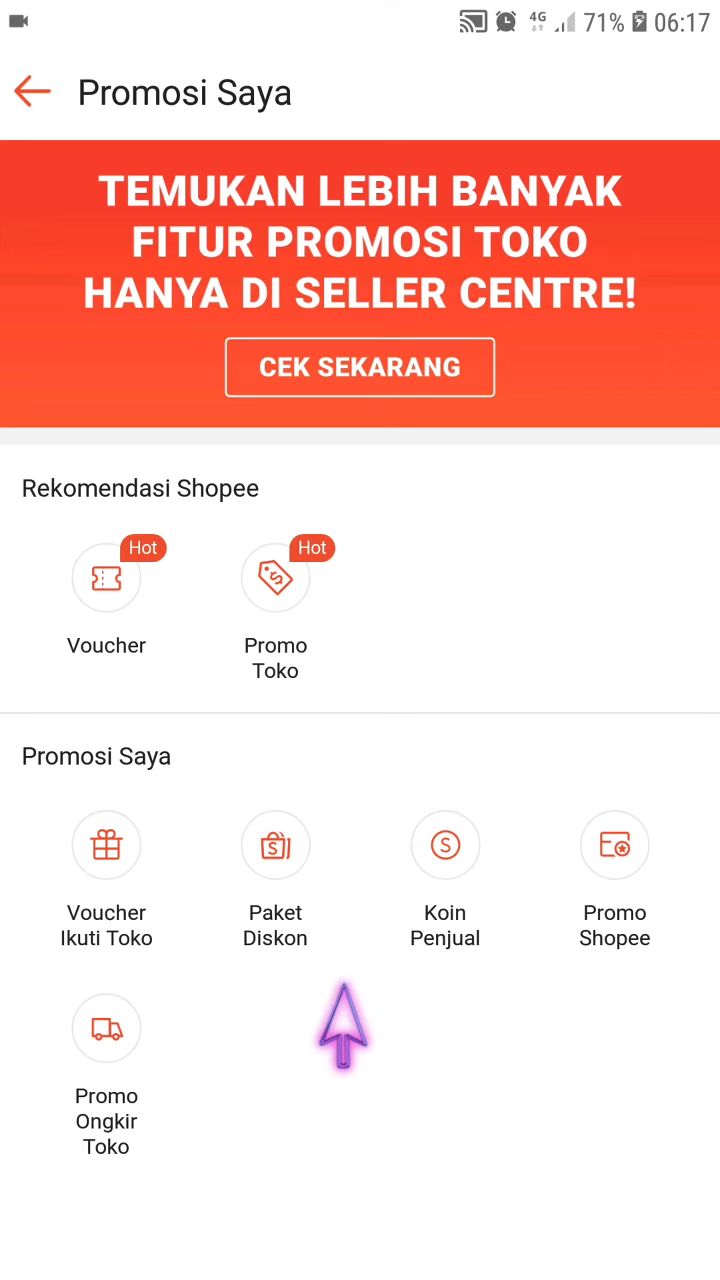 4G 71% 06:17
Promosi Saya
TEMUKAN LEBIH BANYAK
FITUR PROMOSI TOKO
HANYA DI SELLER CENTRE!
CEK SEKARANG
Rekomendasi Shopee
Hot
Hot
Voucher
Promo
Toko
Promosi Saya
Voucher
Ikuti Toko
Paket
Diskon
Koin
Penjual
Promo
Shopee
Promo
Ongkir
Toko